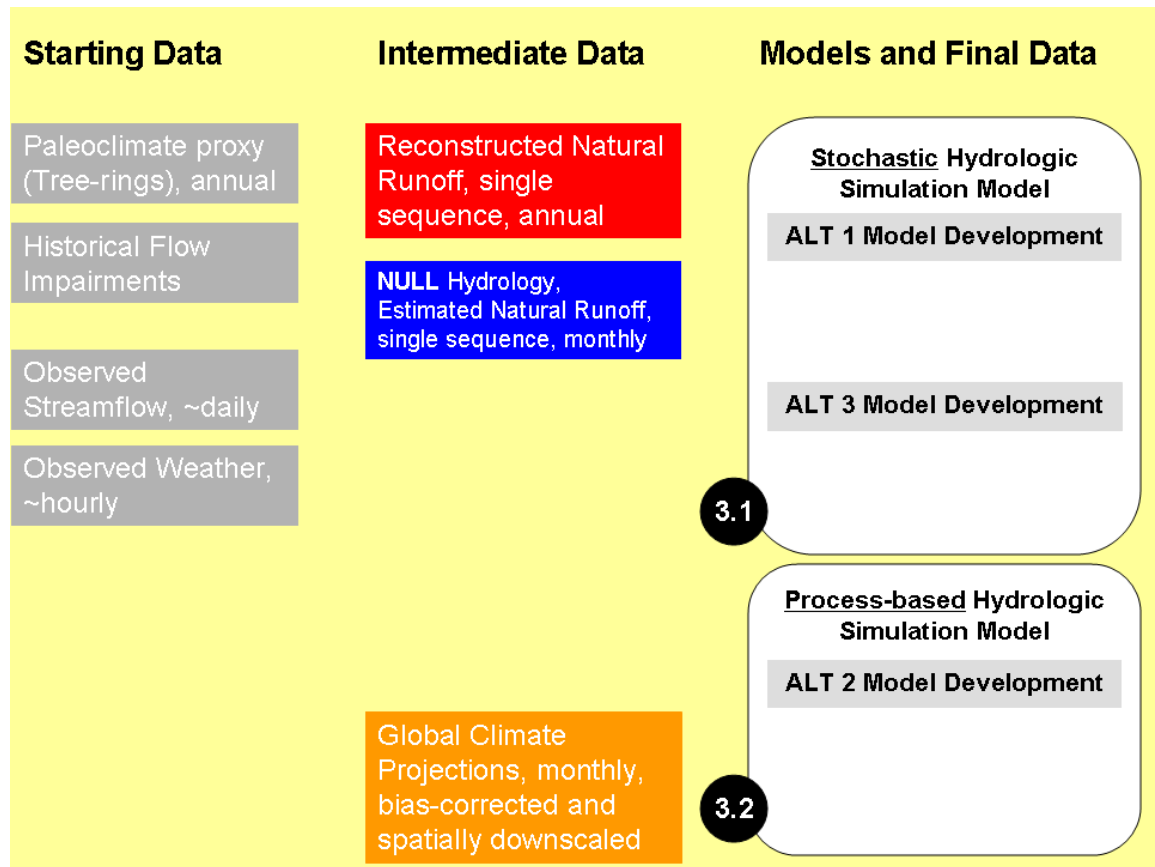 Starting Data
Intermediate Data
Models and Final Data
Paleoclimate proxy
(Tree-rings), annual
Historical Flow
Impairments
Observed
Streamflow, ~daily
Observed Weather,
~hourly
Reconstructed Natural
Runoff, single
sequence, annual
NULL Hydrology,
Estimated Natural Runoff,
single sequence, monthly
Global Climate
Projections, monthly,
bias-corrected and
spatially downscaled
Stochastic Hydrologic
Simulation Model
ALT 1 Model Development
ALT 3 Model Development
3.1
Process-based Hydrologic
Simulation Model
ALT 2 Model Development
3.2